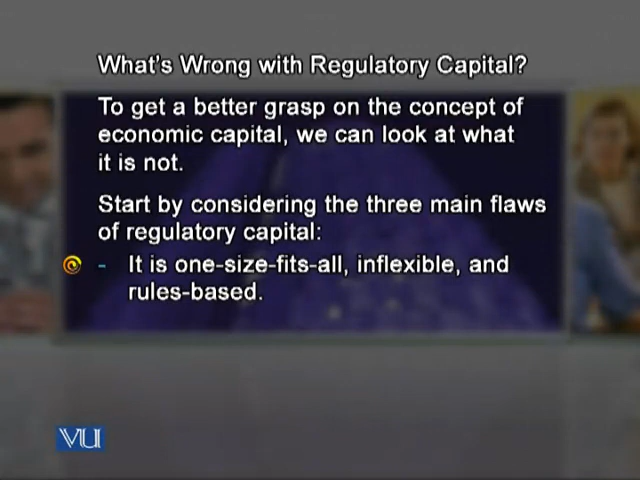 What's Wrong with Regulatory Capital?
To get a better grasp on the concept of
economic capital, we can look at what
it is not.
Start by considering the three main flaws
of regulatory capital:
- It is one-size-fits-all, inflexible, and
rules-based.
VU